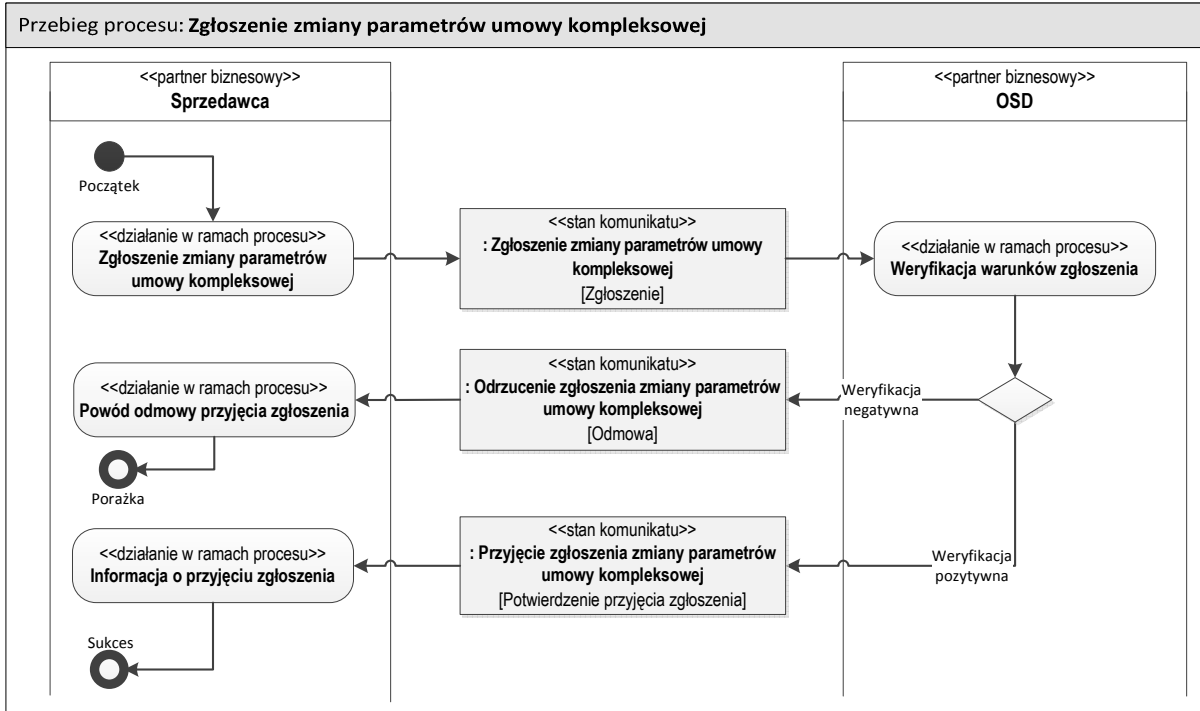 Przebieg procesu: Zgłoszenie zmiany parametrów umowy kompleksowej
<<partner biznesowy>>
Sprzedawca
<<partner biznesowy>>
OSD
Początek
<<działanie w ramach procesu>>
Zgłoszenie zmiany parametrów
umowy kompleksowej
<<stan komunikatu>>
: Zgłoszenie zmiany parametrów umowy
kompleksowej
[Zgłoszenie]
<<działanie w ramach procesu>>
Weryfikacja warunków zgłoszenia
<<działanie w ramach procesu>>
Powód odmowy przyjęcia zgłoszenia
<<stan komunikatu>>
: Odrzucenie zgłoszenia zmiany parametrów
umowy kompleksowej
[Odmowa]
Weryfikacja
negatywna
Porażka
<<działanie w ramach procesu>>
Informacja o przyjęciu zgłoszenia
<<stan komunikatu>>
: Przyjęcie zgłoszenia zmiany parametrów
umowy kompleksowej
[Potwierdzenie przyjęcia zgłoszenia]
Weryfikacja
pozytywna
Sukces